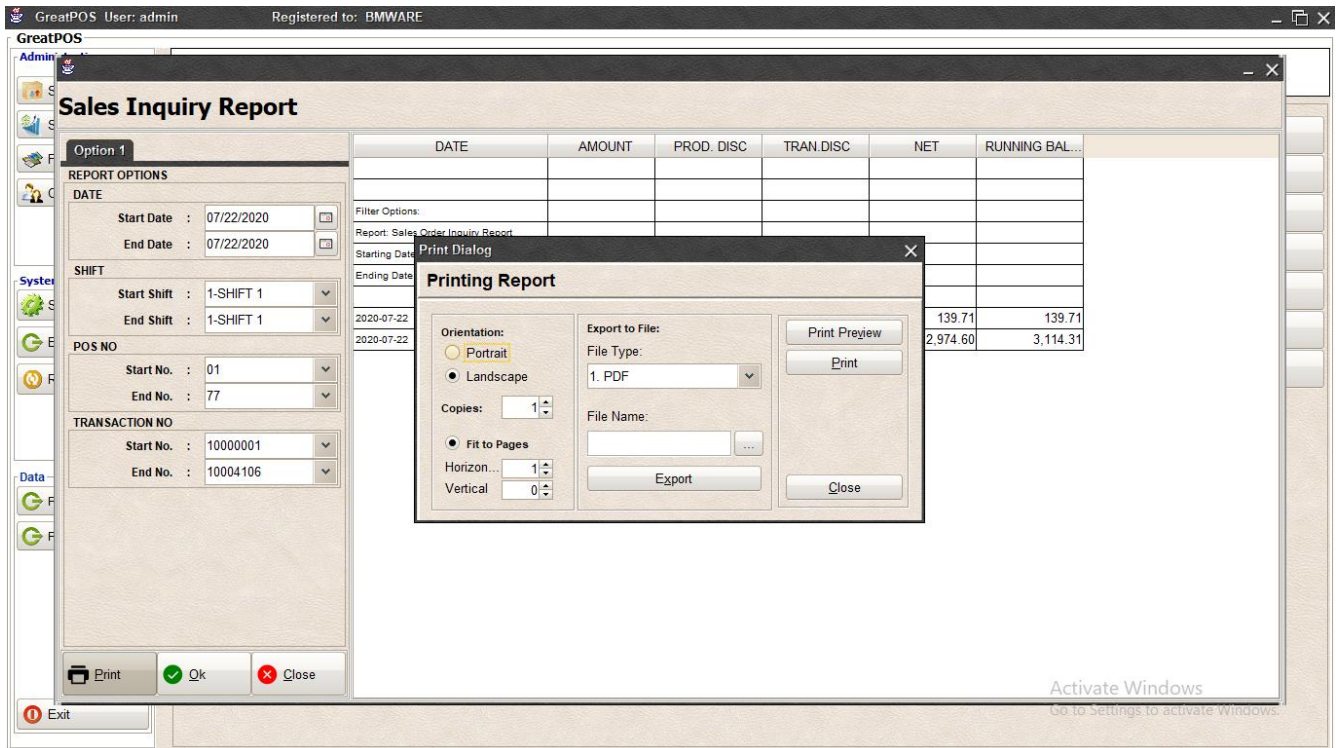 GreatPOS User: admin Registered to: BMWARE
GreatPOS
Sales Inquiry Report
Option 1
REPORT OPTIONS
DATE
Start Date : 07/22/2020
End Date : 07/22/2020
SHIFT
Start Shift : 1-SHIFT 1
End Shift : 1-SHIFT 1
POS NO
Start No. : 01
End No. : 77
TRANSACTION NO
Start No. : 10000001
End No. : 10004106
Print Ok Close
DATE AMOUNT PROD. DISC TRAN.DISC NET RUNNING BAL...
Filter Options:
Report: Sales Order Inquiry Report
Starting Date
Ending Date
2020-07-22 139.71 139.71
2020-07-22 2,974.60 3,114.31
Print Dialog
Printing Report
Orientation:
Portrait
Landscape
Copies: 1
Fit to Pages
Horizon... 1
Vertical 0
Export to File:
File Type:
1. PDF
File Name:
...
Export
Print Preview
Print
Close
Data
Exit
Activate Windows
Go to Settings to activate Windows.